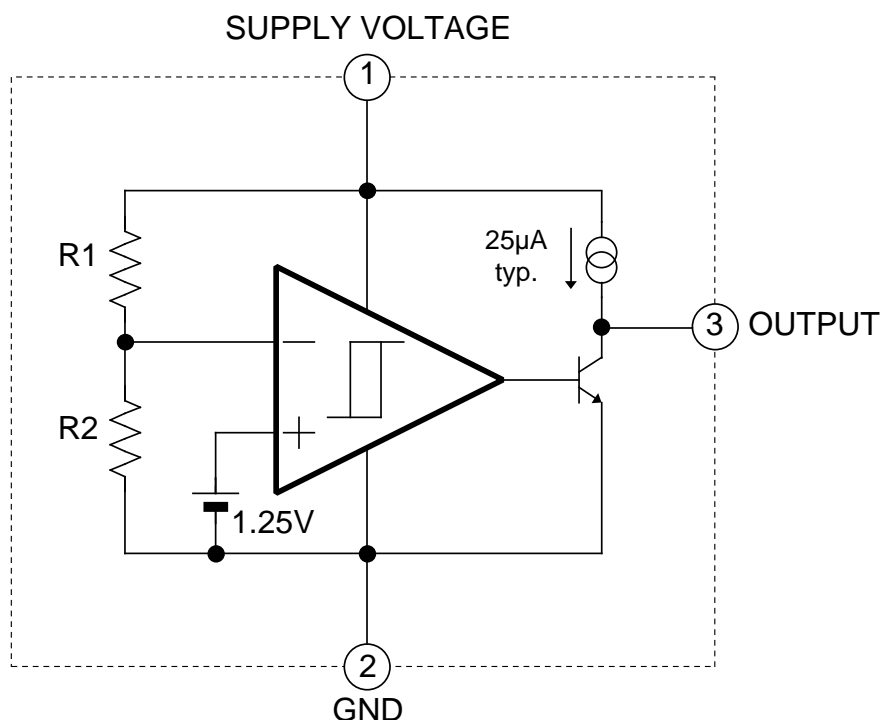 SUPPLY VOLTAGE
1
R1
25µA
typ.
3 OUTPUT
R2
1.25V
2
GND